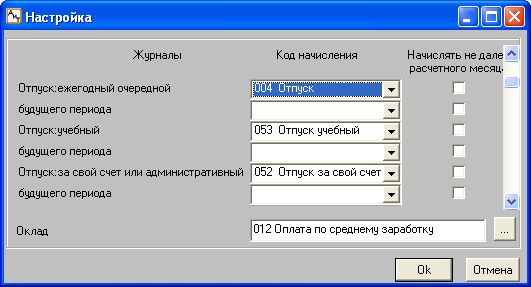 Настройка
Журналы Код начисления Начислять не дале
расчетного месяца
Отпуск:ежегодный очередной 004 Отпуск
будущего периода
Отпуск:учебный 053 Отпуск учебный
будущего периода
Отпуск:за свой счет или административный 052 Отпуск за свой счет
будущего периода
Оклад 012 Оплата по среднему заработку ...
Ok Отмена